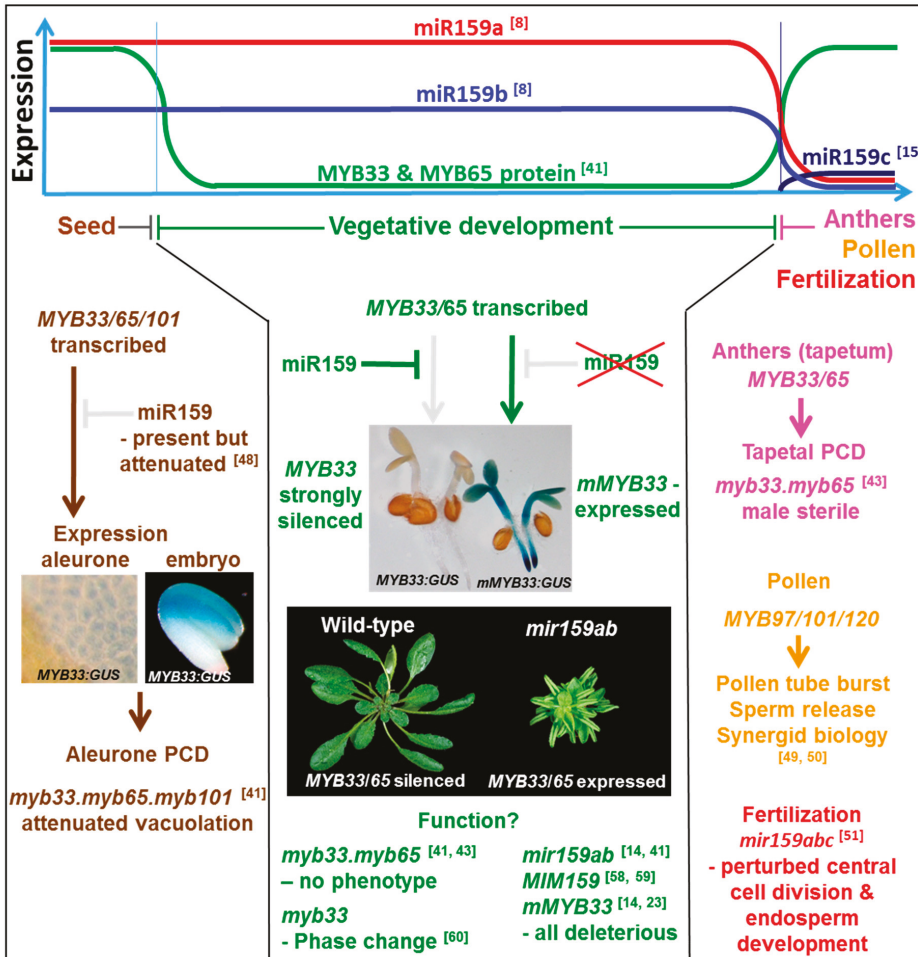 Expression
miR159a [8]
miR159b [8]
MYB33 & MYB65 protein [41]
miR159c [15
Seed
Vegetative development
Anthers
Pollen
Fertilization
MYB33/65/101
transcribed
miR159
- present but
attenuated [48]
Expression
aleurone embryo
MYB33:GUS MYB33:GUS
Aleurone PCD
myb33.myb65.myb101 [41]
attenuated vacuolation
MYB33/65 transcribed
miR159 miR159
MYB33
strongly
silenced
mMYB33 -
expressed
MYB33:GUS mMYB33:GUS
Wild-type mir159ab
MYB33/65 silenced MYB33/65 expressed
Function?
myb33.myb65 [41, 43]
– no phenotype
myb33
- Phase change [60]
mir159ab [14, 41]
MIM159 [58, 59]
mMYB33 [14, 23]
- all deleterious
Anthers (tapetum)
MYB33/65
Tapetal PCD
myb33.myb65 [43]
male sterile
Pollen
MYB97/101/120
Pollen tube burst
Sperm release
Synergid biology
[49, 50]
Fertilization
mir159abc [51]
- perturbed central
cell division &
endosperm
development